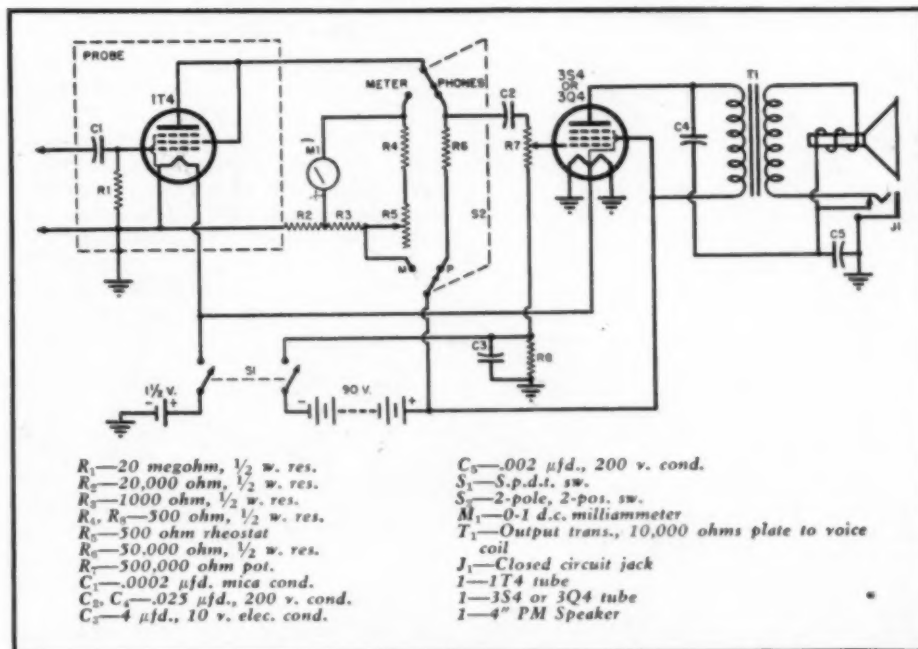 PROBE
1T4
C1
R1
METER
PHONES
M1
R4
R6
R2
R3
R5
M
P
S2
C2
R7
3S4
OR
3Q4
C4
T1
C5
J1
C3
R8
S1
1½ V.
- +
90 V.
- +
R₁—20 megohm, ½ w. res.
R₂—20,000 ohm, ½ w. res.
R₃—1000 ohm, ½ w. res.
R₄, R₈—500 ohm, ½ w. res.
R₅—500 ohm rheostat
R₆—50,000 ohm, ½ w. res.
R₇—500,000 ohm pot.
C₁—.0002 µfd. mica cond.
C₂, C₄—.025 µfd., 200 v. cond.
C₃—4 µfd., 10 v. elec. cond.
C₅—.002 µfd., 200 v. cond.
S₁—S.p.d.t. sw.
S₂—2-pole, 2-pos. sw.
M₁—0-1 d.c. milliammeter
T₁—Output trans., 10,000 ohms plate to voice
coil
J₁—Closed circuit jack
1—1T4 tube
1—3S4 or 3Q4 tube
1—4" PM Speaker